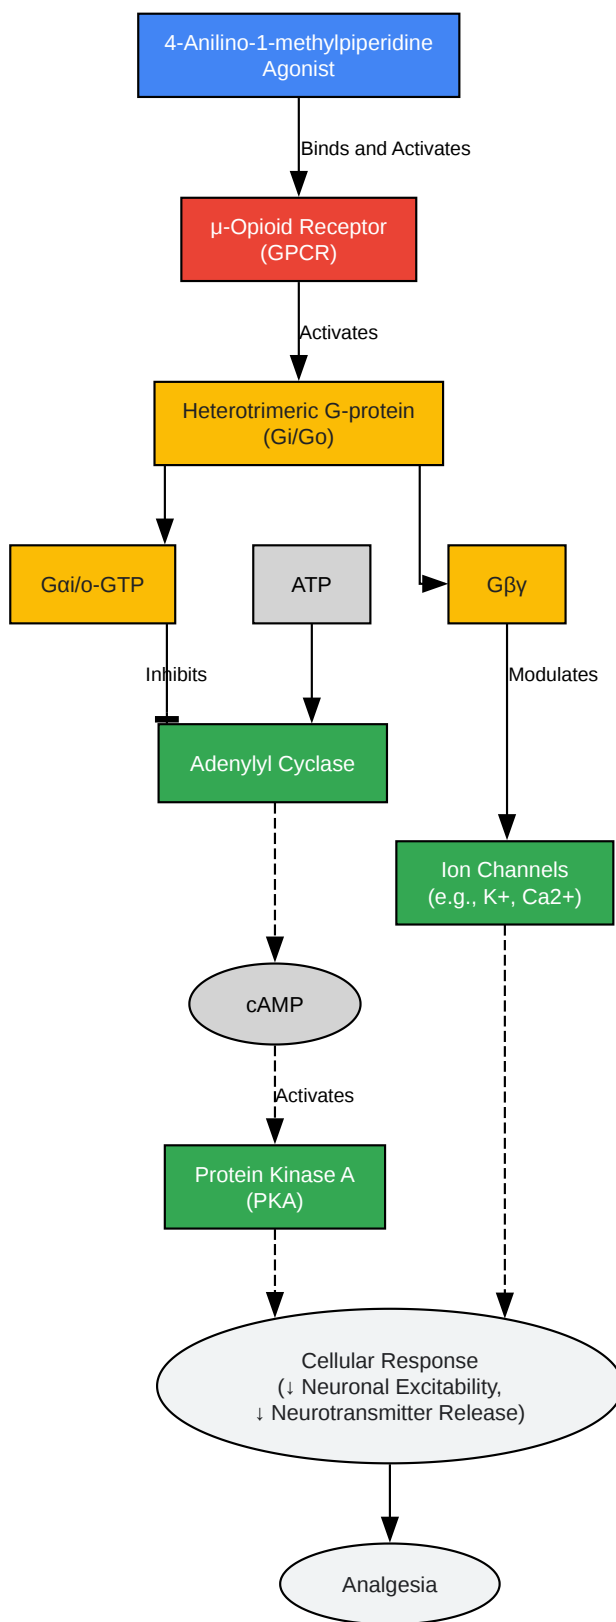 4-Anilino-1-methylpiperidine
Agonist
Binds and Activates
μ-Opioid Receptor
(GPCR)
Activates
Heterotrimeric G-protein
(Gi/Go)
Gαi/o-GTP
ATP
Gβγ
Inhibits
Modulates
Adenylyl Cyclase
Ion Channels
(e.g., K+, Ca2+)
cAMP
Activates
Protein Kinase A
(PKA)
Cellular Response
(↓ Neuronal Excitability,
↓ Neurotransmitter Release)
Analgesia